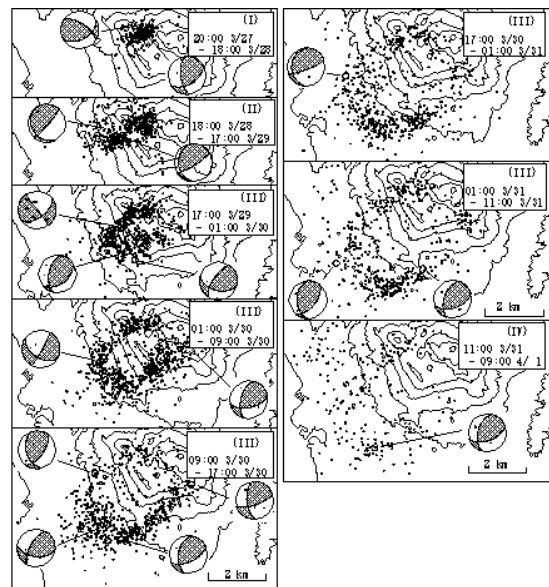 (I)
20:00 3/27
- 18:00 3/28
(II)
18:00 3/28
- 17:00 3/29
(III)
17:00 3/29
- 01:00 3/30
(III)
01:00 3/30
- 09:00 3/30
(III)
09:00 3/30
- 17:00 3/30
2 km
(III)
17:00 3/30
- 01:00 3/31
(III)
01:00 3/31
- 11:00 3/31
2 km
(IV)
11:00 3/31
- 09:00 4/ 1
2 km